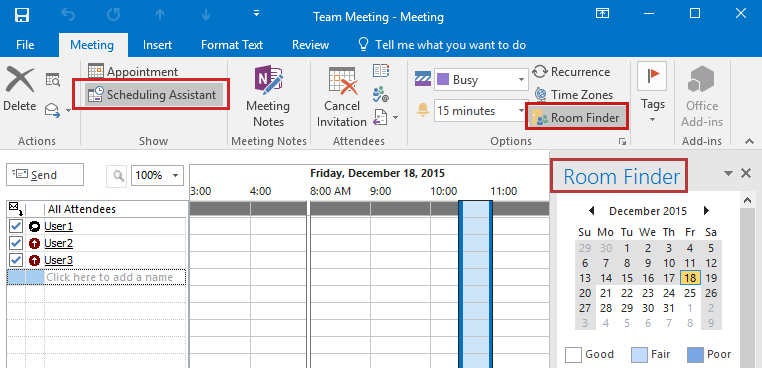 Team Meeting - Meeting
File Meeting Insert Format Text Review Tell me what you want to do
Delete
Actions
Appointment
Scheduling Assistant
Show
Meeting
Notes
Meeting Notes
Cancel
Invitation
Attendees
Busy
15 minutes
Recurrence
Time Zones
Room Finder
Options
Tags
Office
Add-ins
Add-ins
Send 100%
Friday, December 18, 2015
3:00 4:00 8:00 AM 9:00 10:00 11:00
All Attendees
User1
User2
User3
Click here to add a name
Room Finder
December 2015
Su Mo Tu We Th Fr Sa
29 30 1 2 3 4 5
6 7 8 9 10 11 12
13 14 15 16 17 18 19
20 21 22 23 24 25 26
27 28 29 30 31 1 2
3 4 5 6 7 8 9
Good Fair Poor